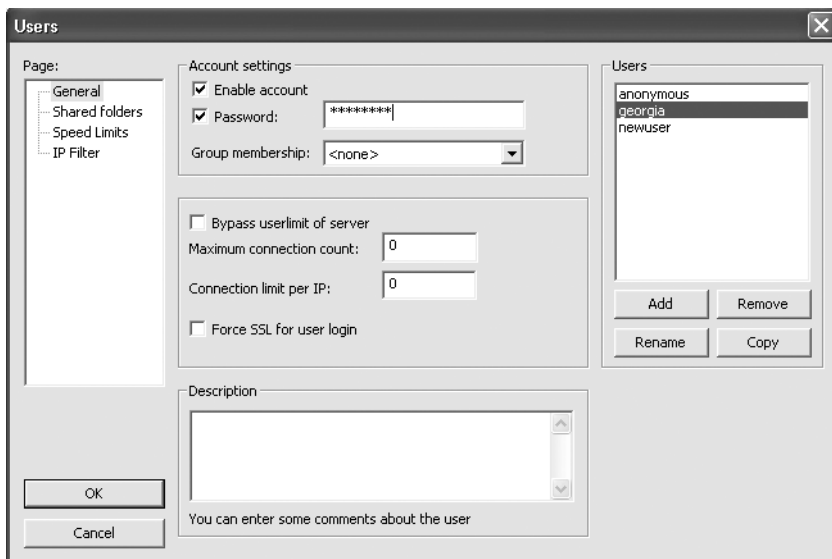 Users
Page:
General
Shared folders
Speed Limits
IP Filter
OK
Cancel
Account settings
Enable account
Password: ********
Group membership: <none>
Bypass userlimit of server
Maximum connection count: 0
Connection limit per IP: 0
Force SSL for user login
Description
You can enter some comments about the user
Users
anonymous
georgia
newuser
Add Remove
Rename Copy